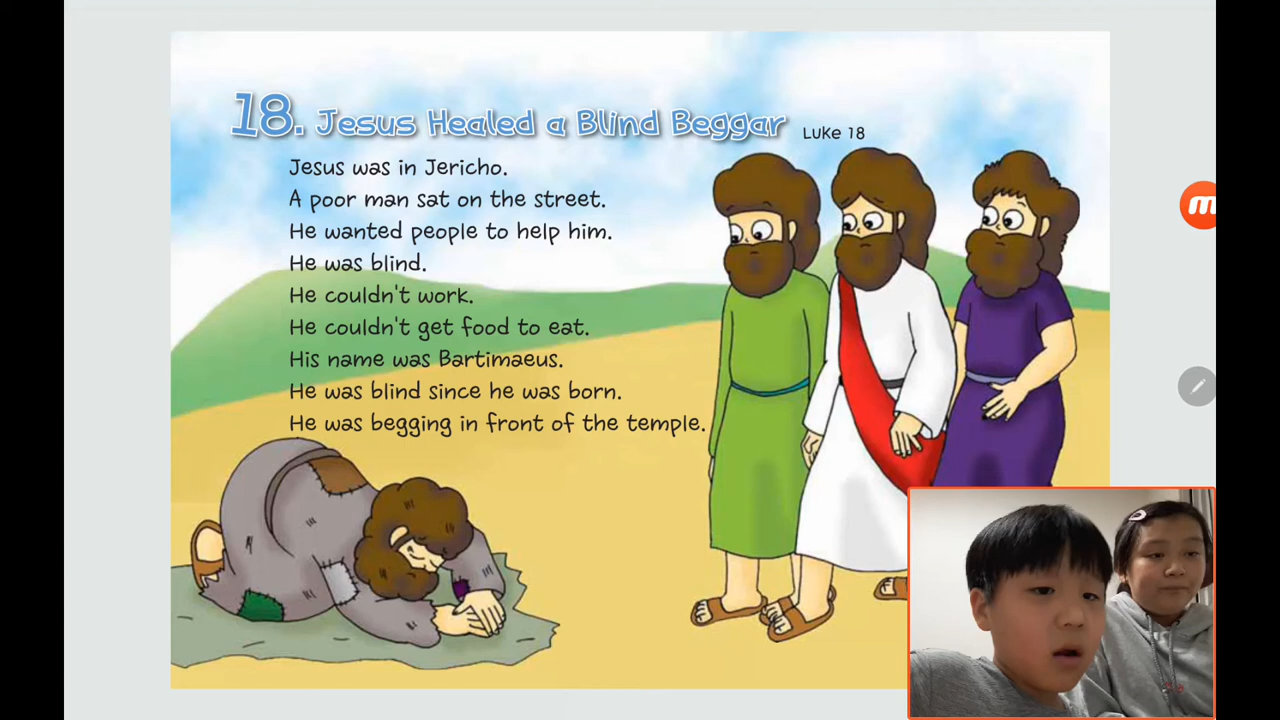 18. Jesus Healed a Blind Beggar Luke 18
Jesus was in Jericho.
A poor man sat on the street.
He wanted people to help him.
He was blind.
He couldn't work.
He couldn't get food to eat.
His name was Bartimaeus.
He was blind since he was born.
He was begging in front of the temple.